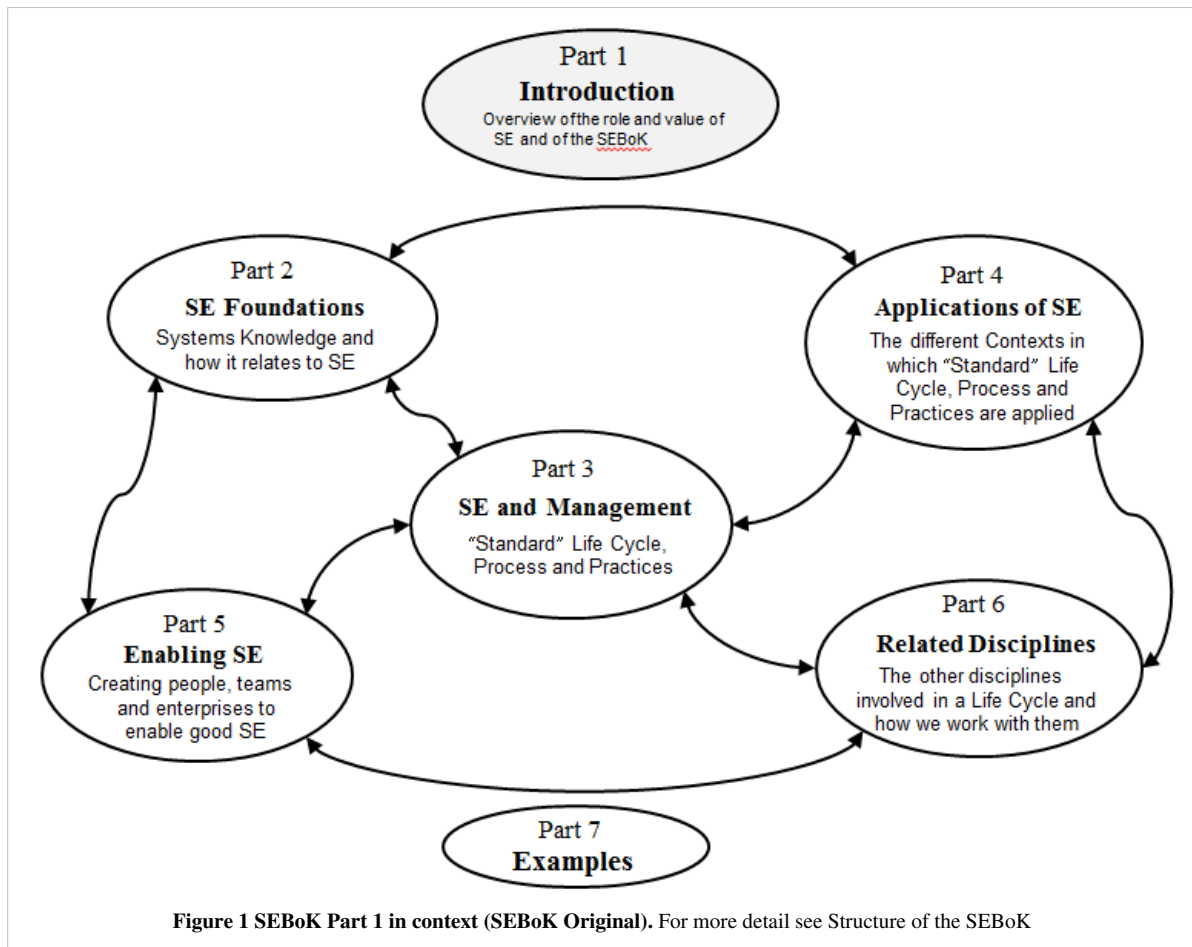 Part 1
Introduction
Overview of the role and value of
SE and of the SEBoK
Part 2
SE Foundations
Systems Knowledge and
how it relates to SE
Part 4
Applications of SE
The different Contexts in
which “Standard” Life
Cycle, Process and
Practices are applied
Part 3
SE and Management
“Standard” Life Cycle,
Process and Practices
Part 5
Enabling SE
Creating people, teams
and enterprises to
enable good SE
Part 6
Related Disciplines
The other disciplines
involved in a Life Cycle and
how we work with them
Part 7
Examples
Figure 1 SEBoK Part 1 in context (SEBoK Original). For more detail see Structure of the SEBoK